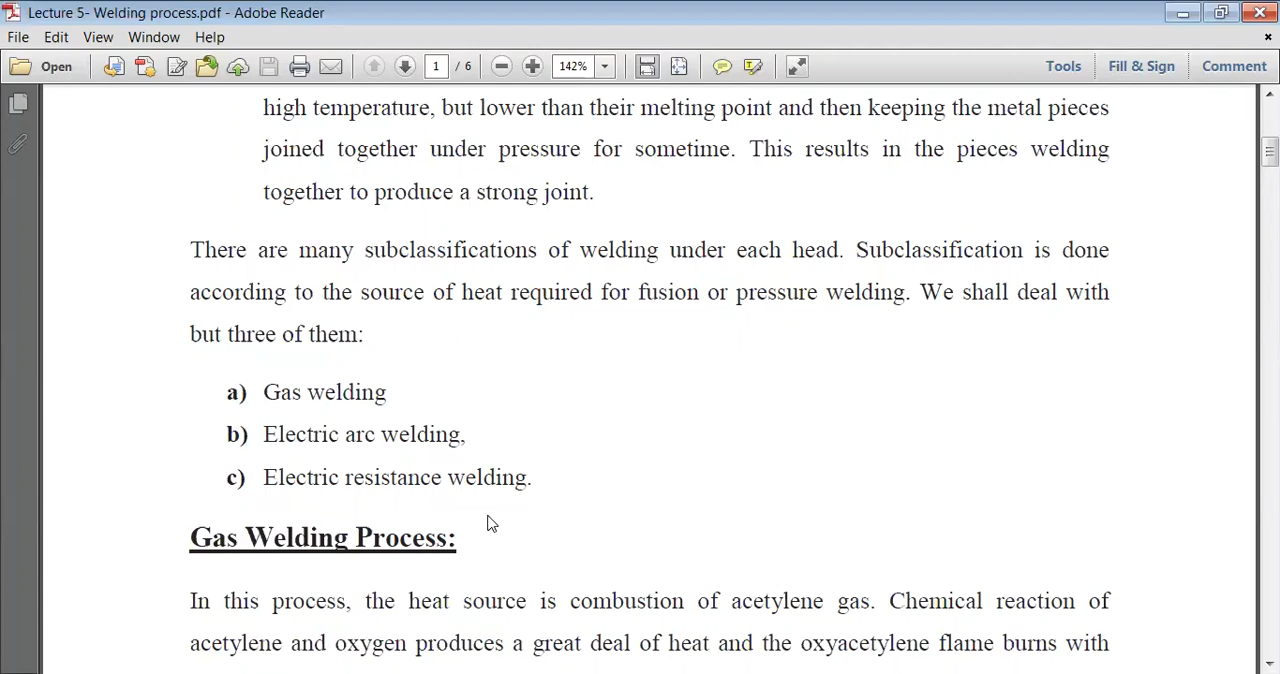 Lecture 5- Welding process.pdf - Adobe Reader
File Edit View Window Help
Open 1 / 6 142% Tools Fill & Sign Comment
high temperature, but lower than their melting point and then keeping the metal pieces
joined together under pressure for sometime. This results in the pieces welding
together to produce a strong joint.
There are many subclassifications of welding under each head. Subclassification is done
according to the source of heat required for fusion or pressure welding. We shall deal with
but three of them:
a) Gas welding
b) Electric arc welding,
c) Electric resistance welding.
Gas Welding Process:
In this process, the heat source is combustion of acetylene gas. Chemical reaction of
acetylene and oxygen produces a great deal of heat and the oxyacetylene flame burns with